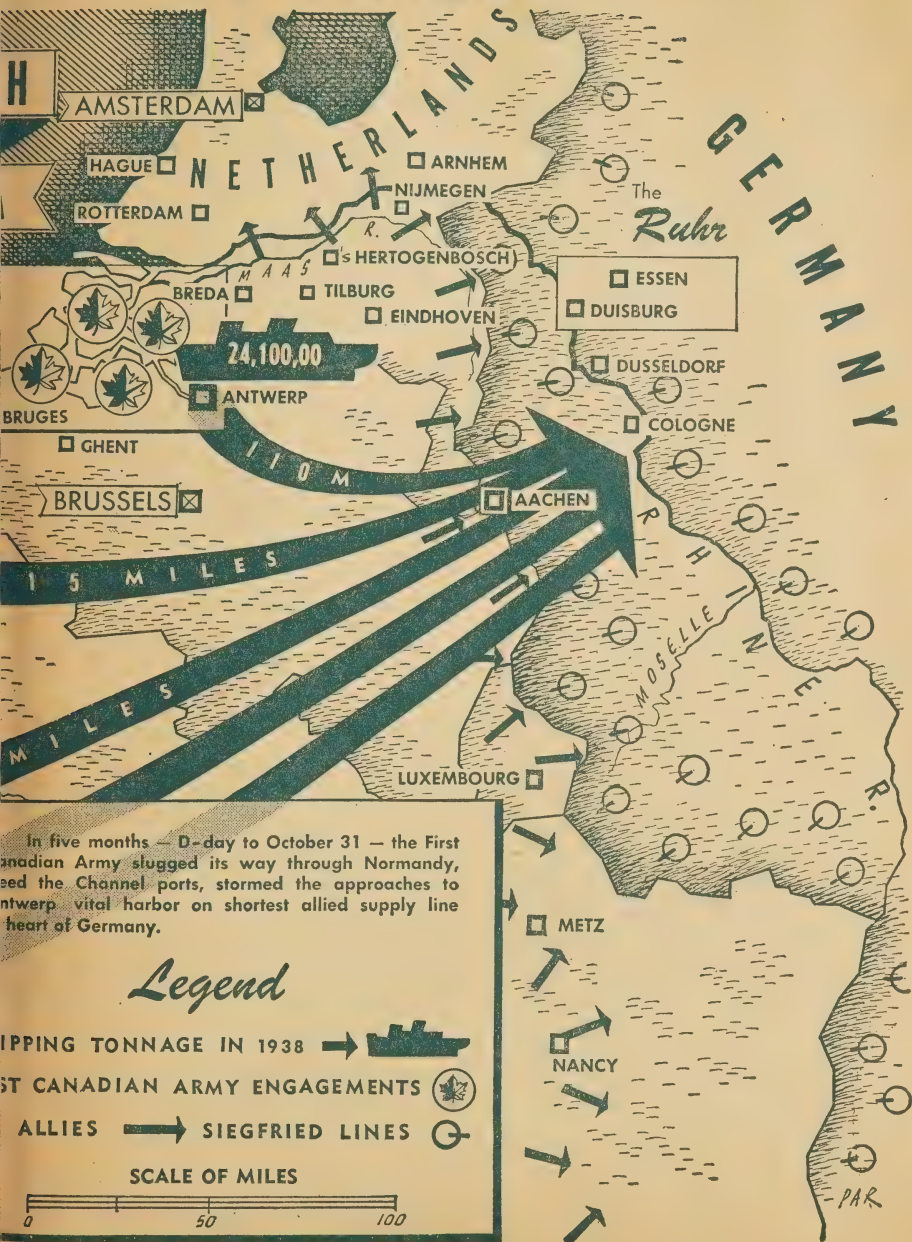 H
AMSTERDAM
NETHERLANDS
GERMANY
HAGUE
ARNHEM
NIJMEGEN
The
Ruhr
ROTTERDAM
R.
's HERTOGENBOSCH
MAAS
ESSEN
BREDA
TILBURG
DUISBURG
EINDHOVEN
24,100,00
DUSSELDORF
ANTWERP
BRUGES
COLOGNE
GHENT
110 M
BRUSSELS
AACHEN
RHINE R.
15 MILES
MOSELLE
MILES
LUXEMBOURG
In five months — D-day to October 31 — the First
anadian Army slugged its way through Normandy,
eed the Channel ports, stormed the approaches to
ntwerp vital harbor on shortest allied supply line
heart of Germany.
METZ
Legend
IPPING TONNAGE IN 1938
NANCY
ST CANADIAN ARMY ENGAGEMENTS
ALLIES SIEGFRIED LINES
SCALE OF MILES
0 50 100
PAR